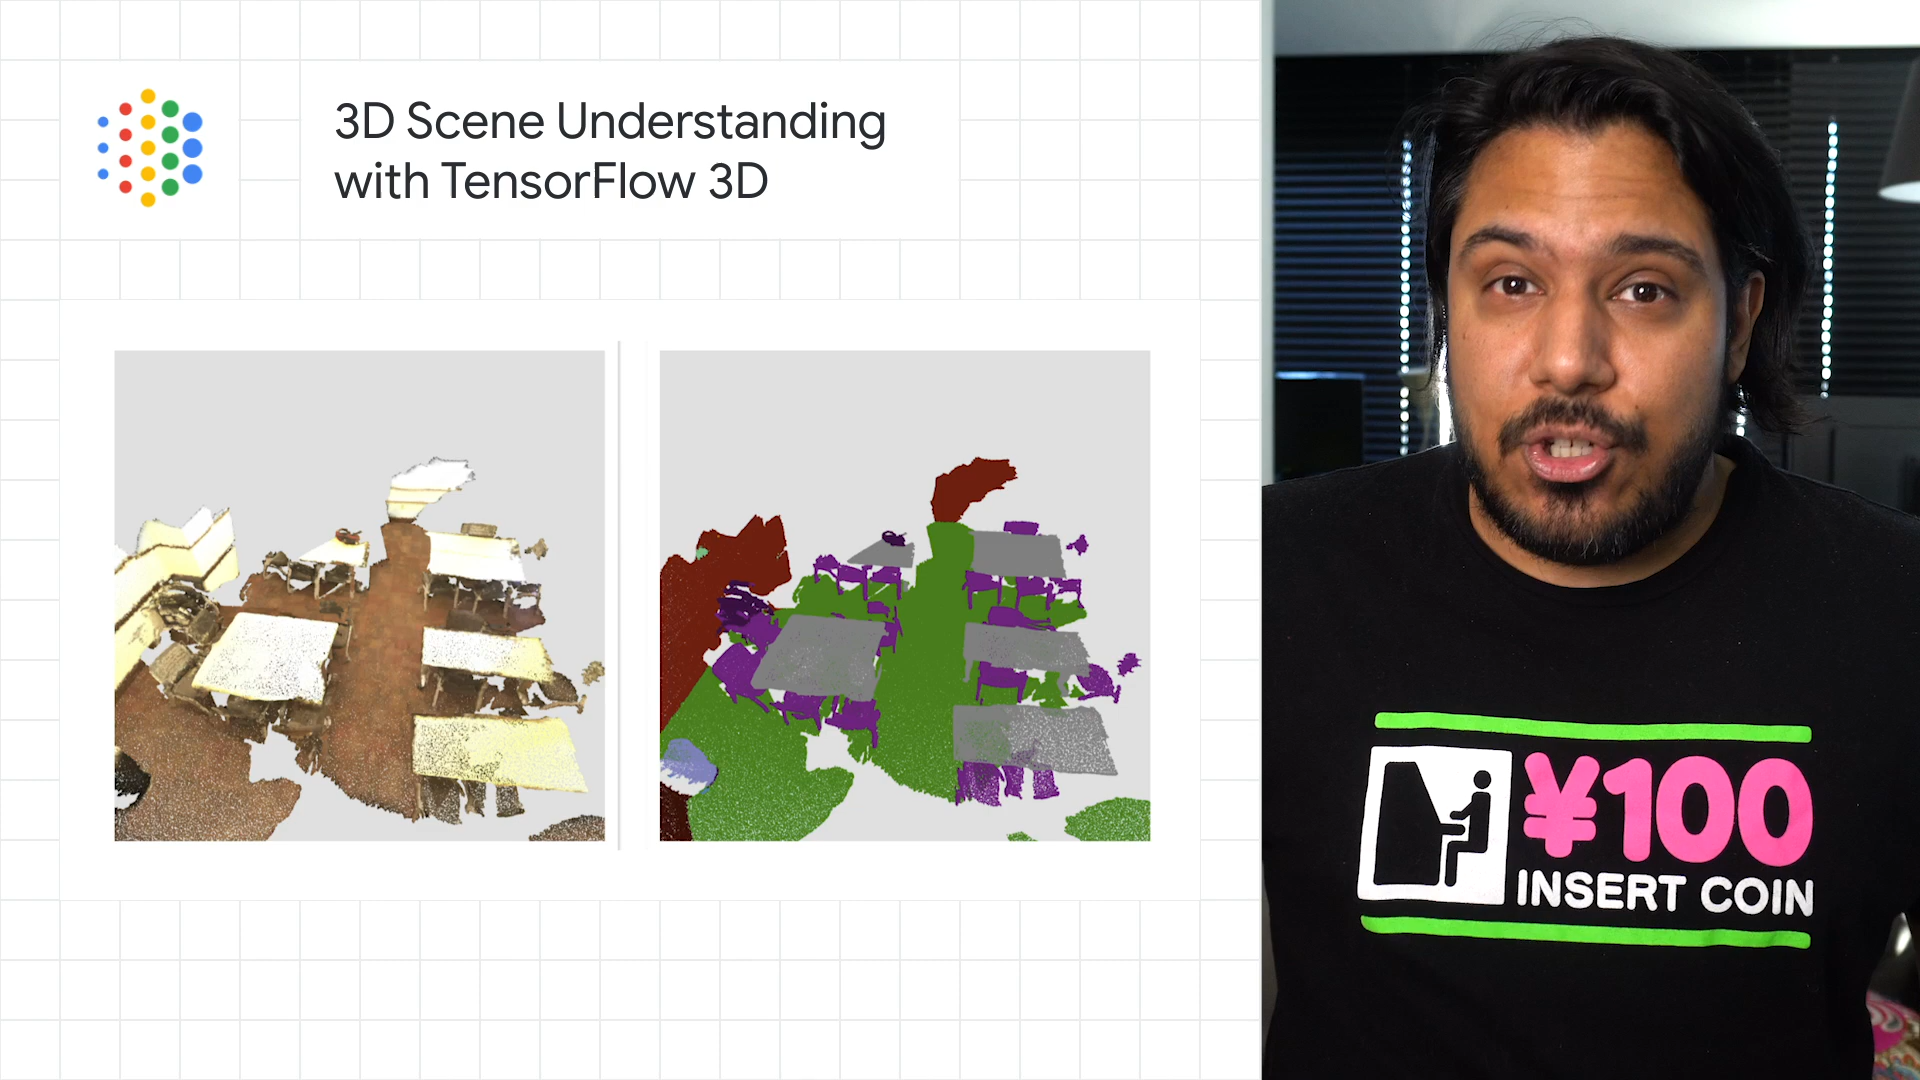 3D Scene Understanding
with TensorFlow 3D
¥100
INSERT COIN